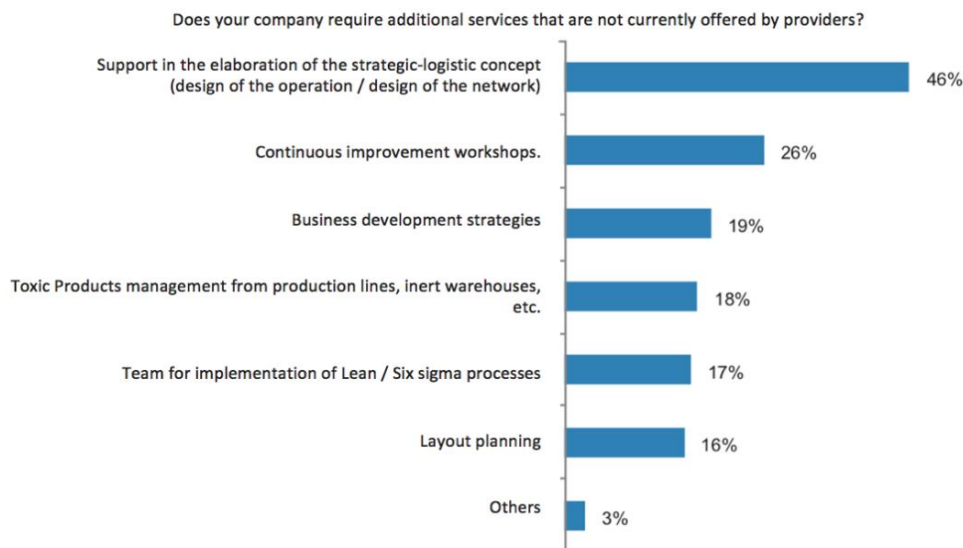 Does your company require additional services that are not currently offered by providers?
Support in the elaboration of the strategic-logistic concept
(design of the operation / design of the network)
46%
Continuous improvement workshops.
26%
Business development strategies
19%
Toxic Products management from production lines, inert warehouses,
etc.
18%
Team for implementation of Lean / Six sigma processes
17%
Layout planning
16%
Others
3%